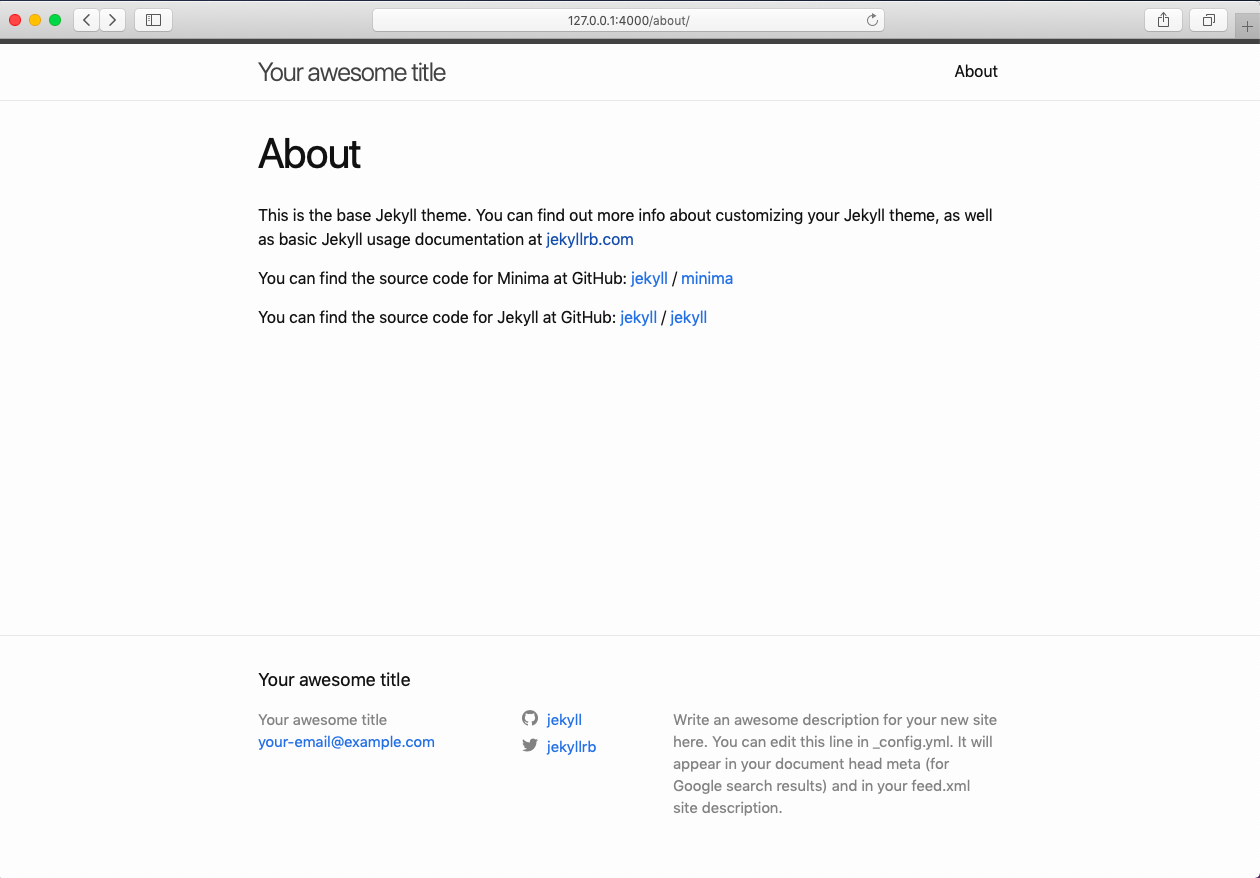 127.0.0.1:4000/about/
Your awesome title
About
About
This is the base Jekyll theme. You can find out more info about customizing your Jekyll theme, as well
as basic Jekyll usage documentation at jekyllrb.com
You can find the source code for Minima at GitHub: jekyll / minima
You can find the source code for Jekyll at GitHub: jekyll / jekyll
Your awesome title
Your awesome title
your-email@example.com
jekyll
jekyllrb
Write an awesome description for your new site
here. You can edit this line in _config.yml. It will
appear in your document head meta (for
Google search results) and in your feed.xml
site description.